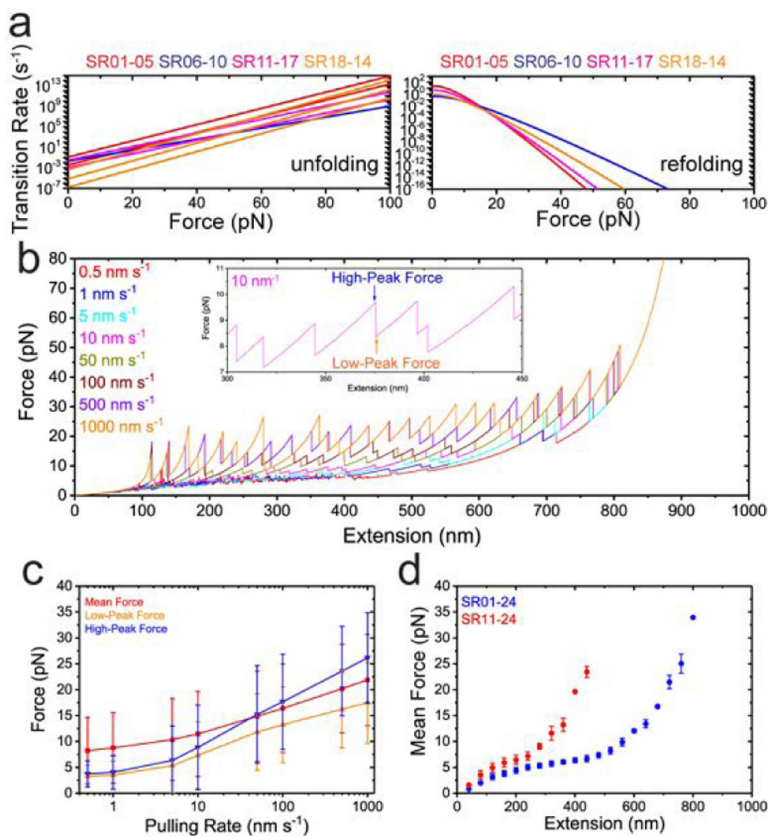 a
SR01-05 SR06-10 SR11-17 SR18-14
SR01-05 SR06-10 SR11-17 SR18-14
Transition Rate (s⁻¹)
10¹³
10⁹
10⁵
10¹
10⁻³
10⁻⁷
unfolding
0 20 40 60 80 100
Force (pN)
10²
10⁰
10⁻²
10⁻⁴
10⁻⁶
10⁻⁸
10⁻¹⁰
10⁻¹²
10⁻¹⁴
10⁻¹⁶
refolding
0 20 40 60 80 100
Force (pN)
b
Force (pN)
80
70
60
50
40
30
20
10
0
0.5 nm s⁻¹
1 nm s⁻¹
5 nm s⁻¹
10 nm s⁻¹
50 nm s⁻¹
100 nm s⁻¹
500 nm s⁻¹
1000 nm s⁻¹
10 nm⁻¹
High-Peak Force
Low-Peak Force
Force (pN)
11
10
9
8
7
300 350 400 450
Extension (nm)
0 100 200 300 400 500 600 700 800 900 1000
Extension (nm)
c
Force (pN)
40
35
30
25
20
15
10
5
0
Mean Force
Low-Peak Force
High-Peak Force
1 10 100 1000
Pulling Rate (nm s⁻¹)
d
Mean Force (pN)
40
35
30
25
20
15
10
5
0
SR01-24
SR11-24
0 200 400 600 800 1000
Extension (nm)